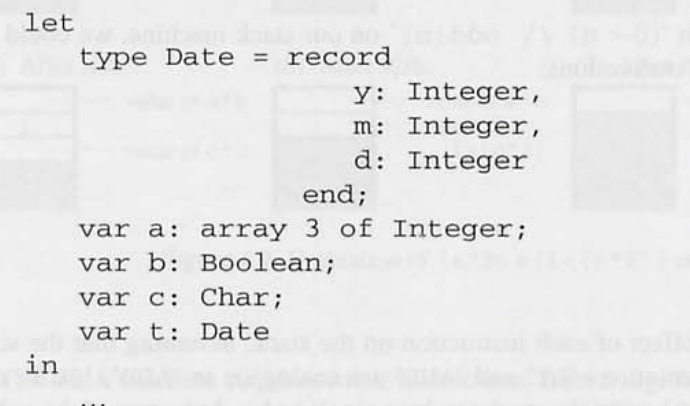 let
type Date = record
y: Integer,
m: Integer,
d: Integer
end;
var a: array 3 of Integer;
var b: Boolean;
var c: Char;
var t: Date
in
...